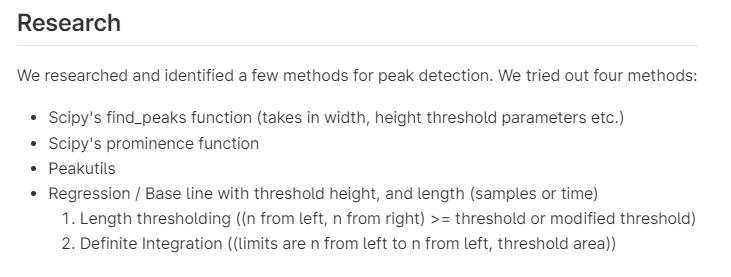 Research
We researched and identified a few methods for peak detection. We tried out four methods:
• Scipy's find_peaks function (takes in width, height threshold parameters etc.)
• Scipy's prominence function
• Peakutils
• Regression / Base line with threshold height, and length (samples or time)
1. Length thresholding ((n from left, n from right) >= threshold or modified threshold)
2. Definite Integration ((limits are n from left to n from left, threshold area))